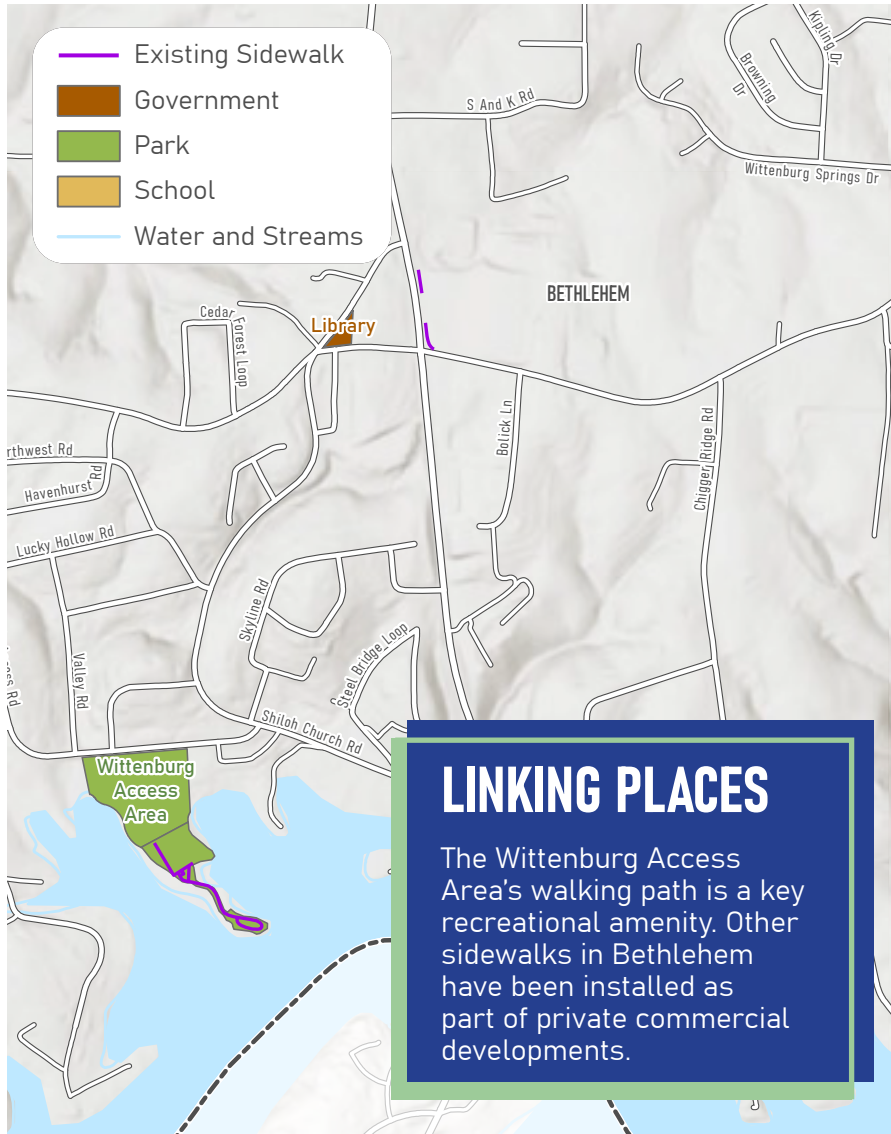 Existing Sidewalk
Government
Park
School
Water and Streams
Kipling Dr
Browning
Dr
S And K Rd
Wittenburg Springs Dr
BETHLEHEM
Cedar
Forest Loop
Library
Bolick Ln
Chigger Ridge Rd
rthwest Rd
Havenhurst Rd
Lucky Hollow Rd
Skyline Rd
Steel Bridge Loop
Valley Rd
ess Rd
Shiloh Church Rd
Wittenburg
Access
Area
LINKING PLACES
The Wittenburg Access
Area's walking path is a key
recreational amenity. Other
sidewalks in Bethlehem
have been installed as
part of private commercial
developments.